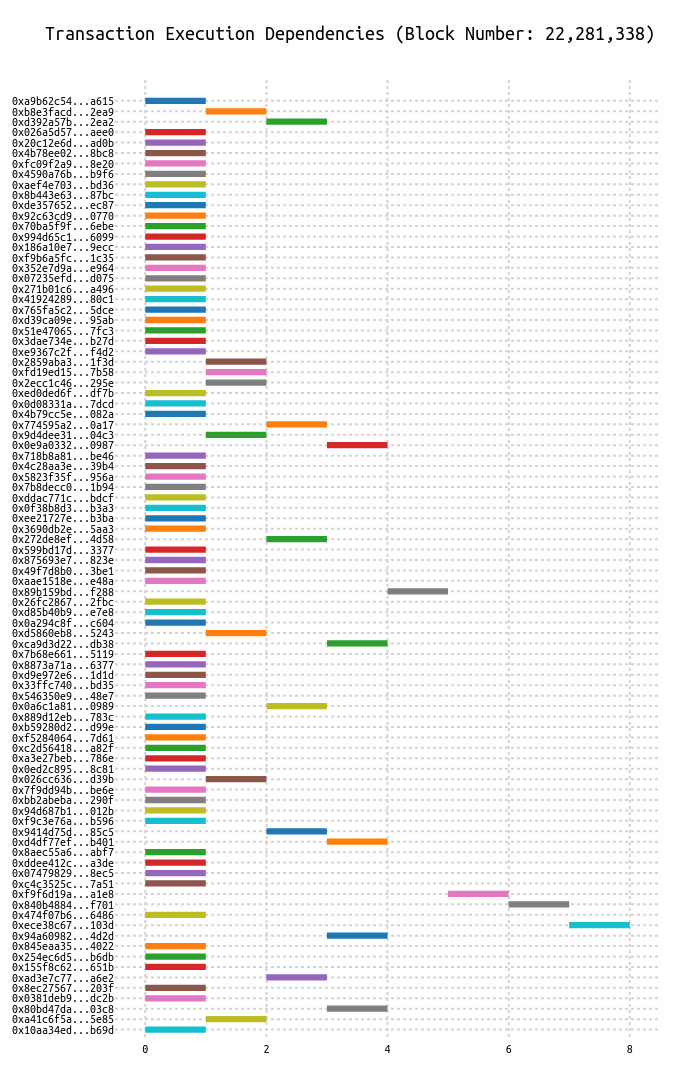 Transaction Execution Dependencies (Block Number: 22,281,338)
0xa9b62c54...a615
0xb8e3facd...2ea9
0xd392a57b...2ea2
0x026a5d57...aee0
0x20c12e6d...ad0b
0x4b78ee02...8bc8
0xfc09f2a9...8e20
0x4590a76b...b9f6
0xaef4e703...bd36
0x8b443e63...87bc
0xde357652...ec87
0x92c63cd9...0770
0x70ba5f9f...6ebe
0x994d65c1...6099
0x186a10e7...9ecc
0xf9b6a5fc...1c35
0x352e7d9a...e964
0x07235efd...d075
0x271b01c6...a496
0x41924289...80c1
0x765fa5c2...5dce
0xd39ca09e...95ab
0x51e47065...7fc3
0x3dae734e...b27d
0xe9367c2f...f4d2
0x2859aba3...1f3d
0xfd19ed15...7b58
0x2ecc1c46...295e
0xed0ded6f...df7b
0x0d08331a...7dcd
0x4b79cc5e...082a
0x774595a2...0a17
0x9d4dee31...04c3
0x0e9a0332...0987
0x718b8a81...be46
0x4c28aa3e...39b4
0x5823f35f...956a
0x7b8decc0...1b94
0xddac771c...bdcf
0x0f38b8d3...b3a3
0xee21727e...b3ba
0x3690db2e...5aa3
0x272de8ef...4d58
0x599bd17d...3377
0x875693e7...823e
0x49f7d8b0...3be1
0xaae1518e...e48a
0x89b159bd...f288
0x26fc2867...2fbc
0xd85b40b9...e7e8
0x0a294c8f...c604
0xd5860eb8...5243
0xca9d3d22...db38
0x7b68e661...5119
0x8873a71a...6377
0xd9e972e6...1d1d
0x33ffc740...bd35
0x546350e9...48e7
0x0a6c1a81...0989
0x889d12eb...783c
0xb59280d2...d99e
0xf5284064...7d61
0xc2d56418...a82f
0xa3e27beb...786e
0x0ed2c895...8c81
0x026cc636...d39b
0x7f9dd94b...be6e
0xbb2abeba...290f
0x94d687b1...012b
0xf9c3e76a...b596
0x9414d75d...85c5
0xd4df77ef...b401
0x8aec55a6...abf7
0xddee412c...a3de
0x07479829...8ec5
0xc4c3525c...7a51
0xf9f6d19a...a1e8
0x840b4884...f701
0x474f07b6...6486
0xece38c67...103d
0x94a60982...4d2d
0x845eaa35...4022
0x254ec6d5...b6db
0x155f8c62...651b
0xad3e7c77...a6e2
0x8ec27567...203f
0x0381deb9...dc2b
0x80bd47da...03c8
0xa41c6f5a...5e85
0x10aa34ed...b69d
0 2 4 6 8